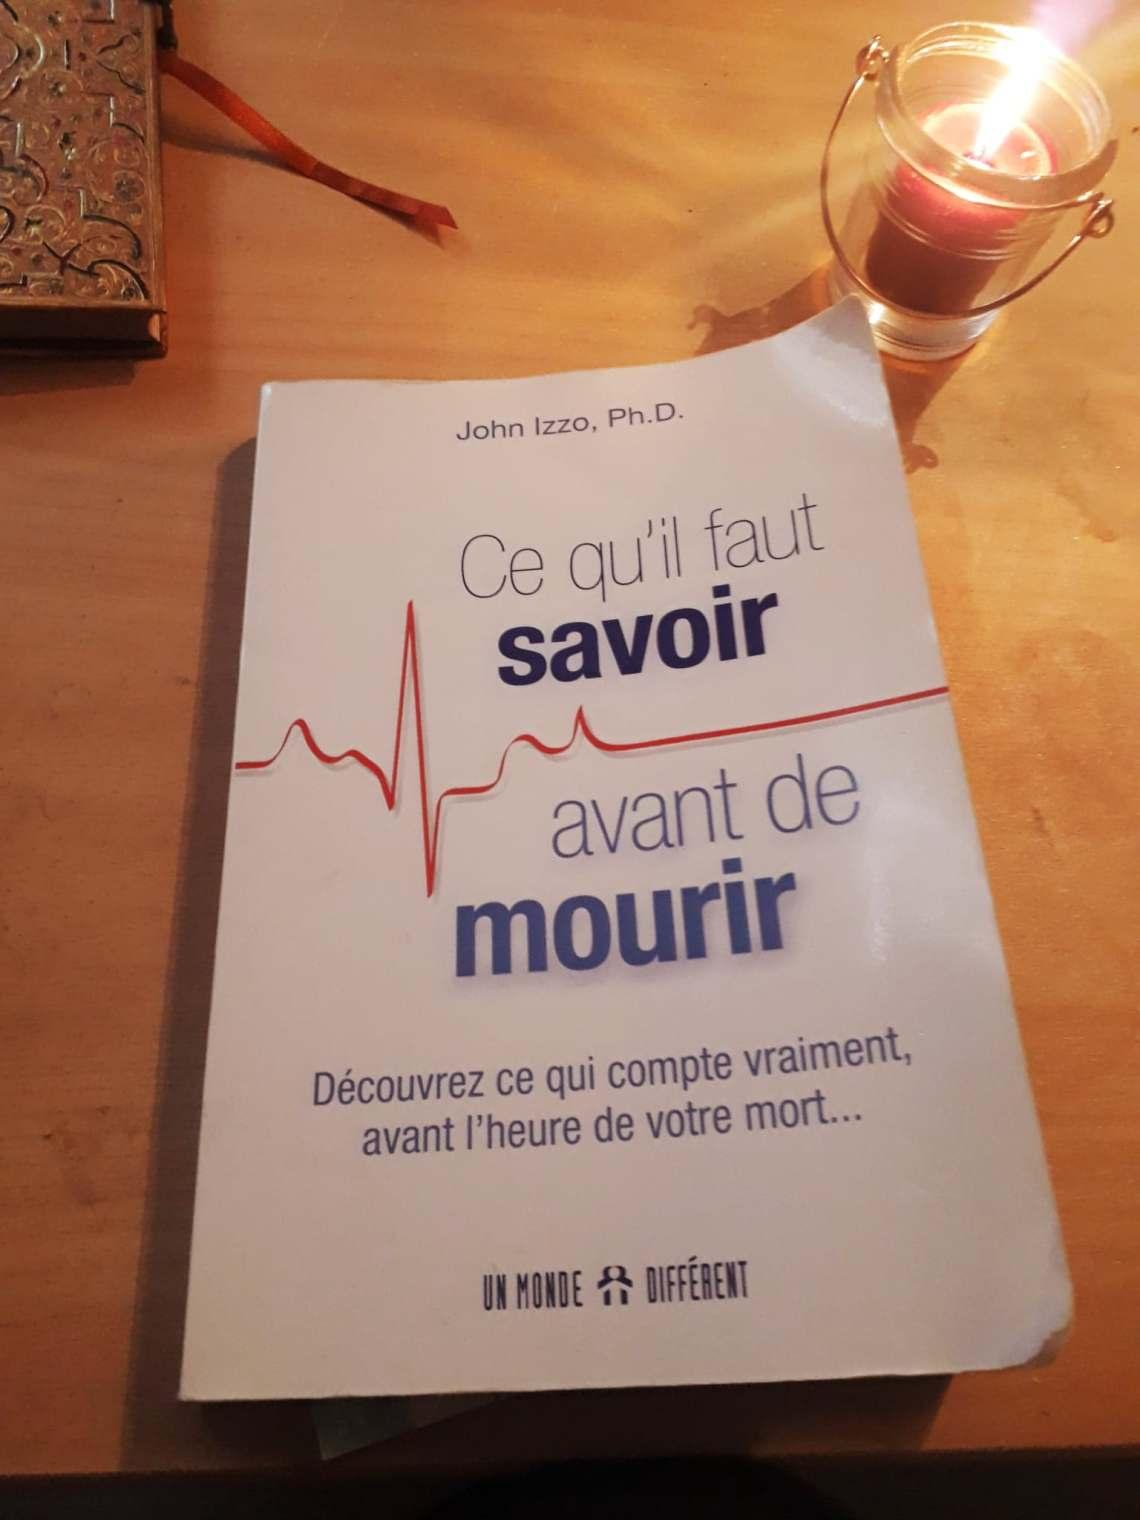 John Izzo, Ph.D.
Ce qu'il faut
savoir
avant de
mourir
Découvrez ce qui compte vraiment,
avant l'heure de votre mort...
UN MONDE DIFFÉRENT